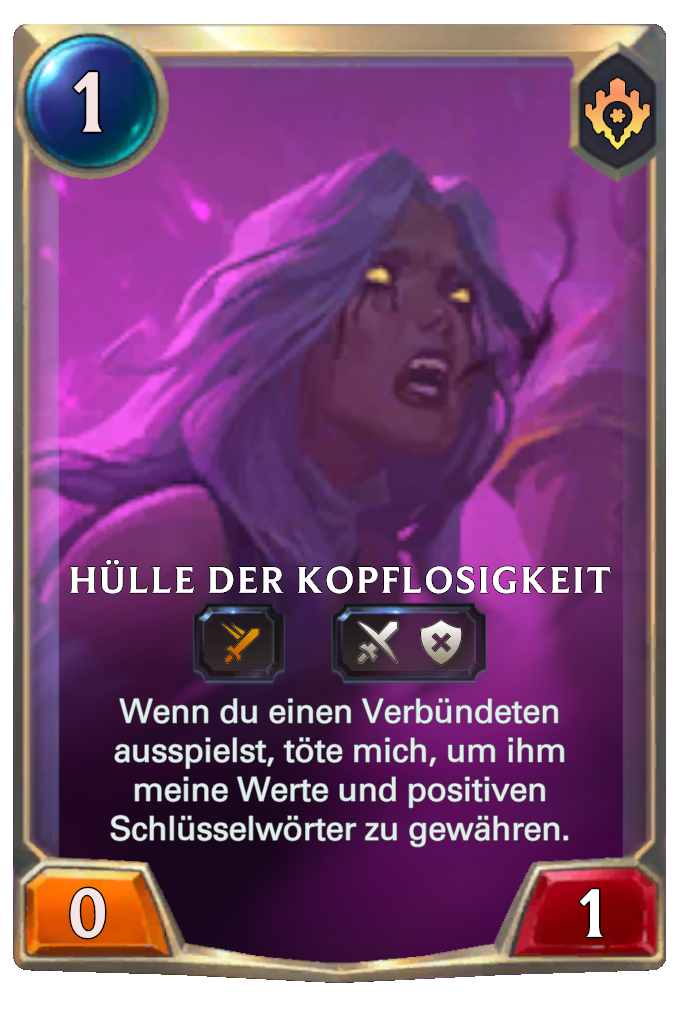 1
HÜLLE DER KOPFLOSIGKEIT
Wenn du einen Verbündeten
ausspielst, töte mich, um ihm
meine Werte und positiven
Schlüsselwörter zu gewähren.
0
1